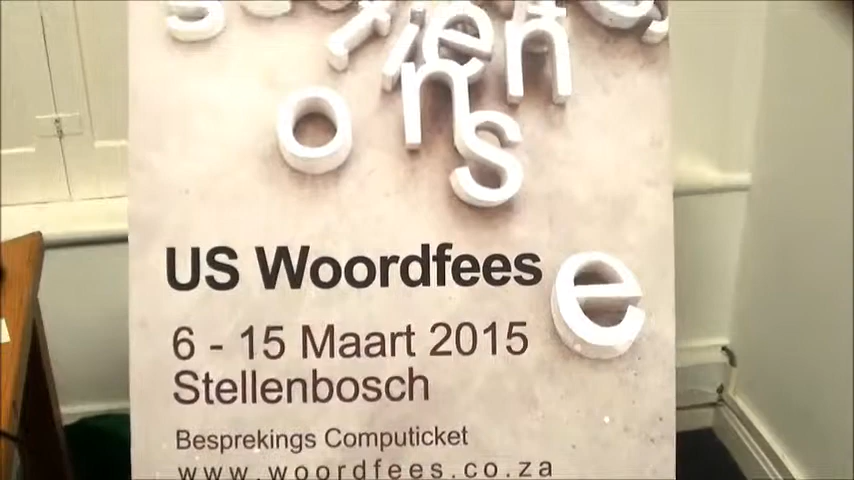 o n s
US Woordfees e
6 - 15 Maart 2015
Stellenbosch
Besprekings Computicket
www.woordfees.co.za